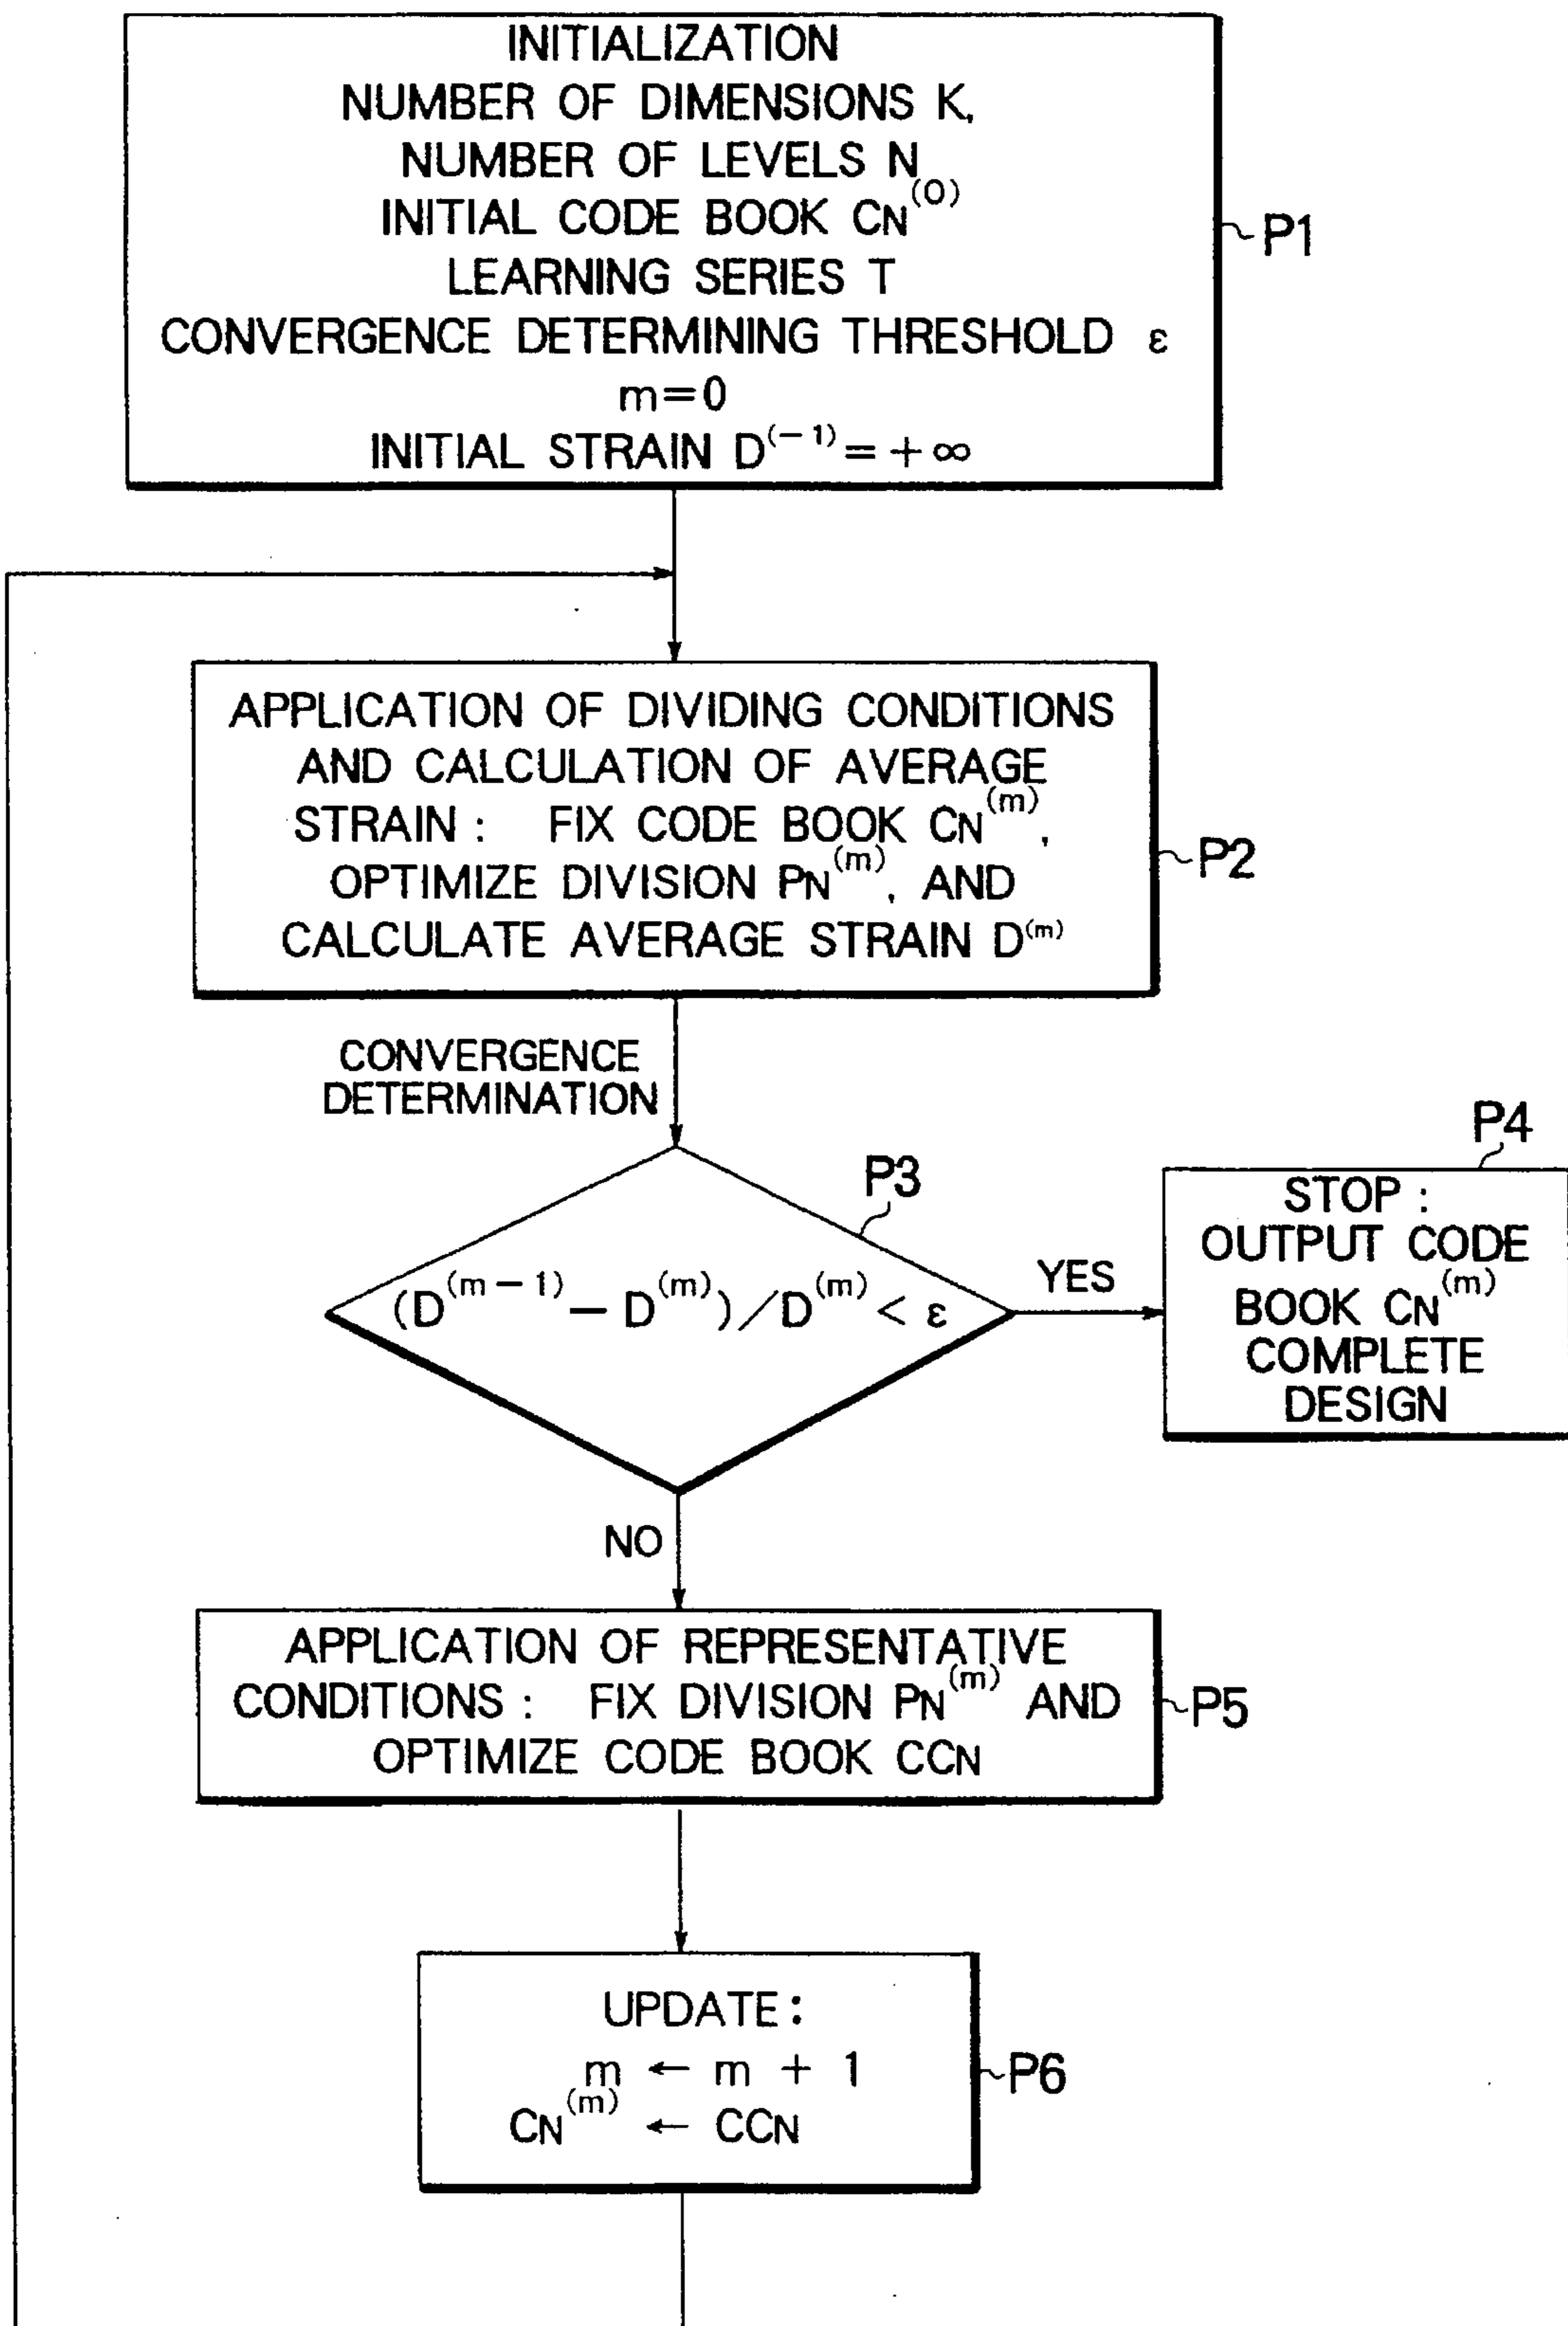 INITIALIZATION
NUMBER OF DIMENSIONS K,
NUMBER OF LEVELS N
INITIAL CODE BOOK CN^(0)
LEARNING SERIES T
CONVERGENCE DETERMINING THRESHOLD ε
m=0
INITIAL STRAIN D^(-1) = +∞
P1
APPLICATION OF DIVIDING CONDITIONS
AND CALCULATION OF AVERAGE
STRAIN : FIX CODE BOOK CN^(m),
OPTIMIZE DIVISION PN^(m), AND
CALCULATE AVERAGE STRAIN D^(m)
P2
CONVERGENCE
DETERMINATION
P3
(D^(m-1) - D^(m))/D^(m) < ε
YES
P4
STOP :
OUTPUT CODE
BOOK CN^(m)
COMPLETE
DESIGN
NO
APPLICATION OF REPRESENTATIVE
CONDITIONS : FIX DIVISION PN^(m) AND
OPTIMIZE CODE BOOK CCN
P5
UPDATE :
m ← m + 1
CN^(m) ← CCN
P6